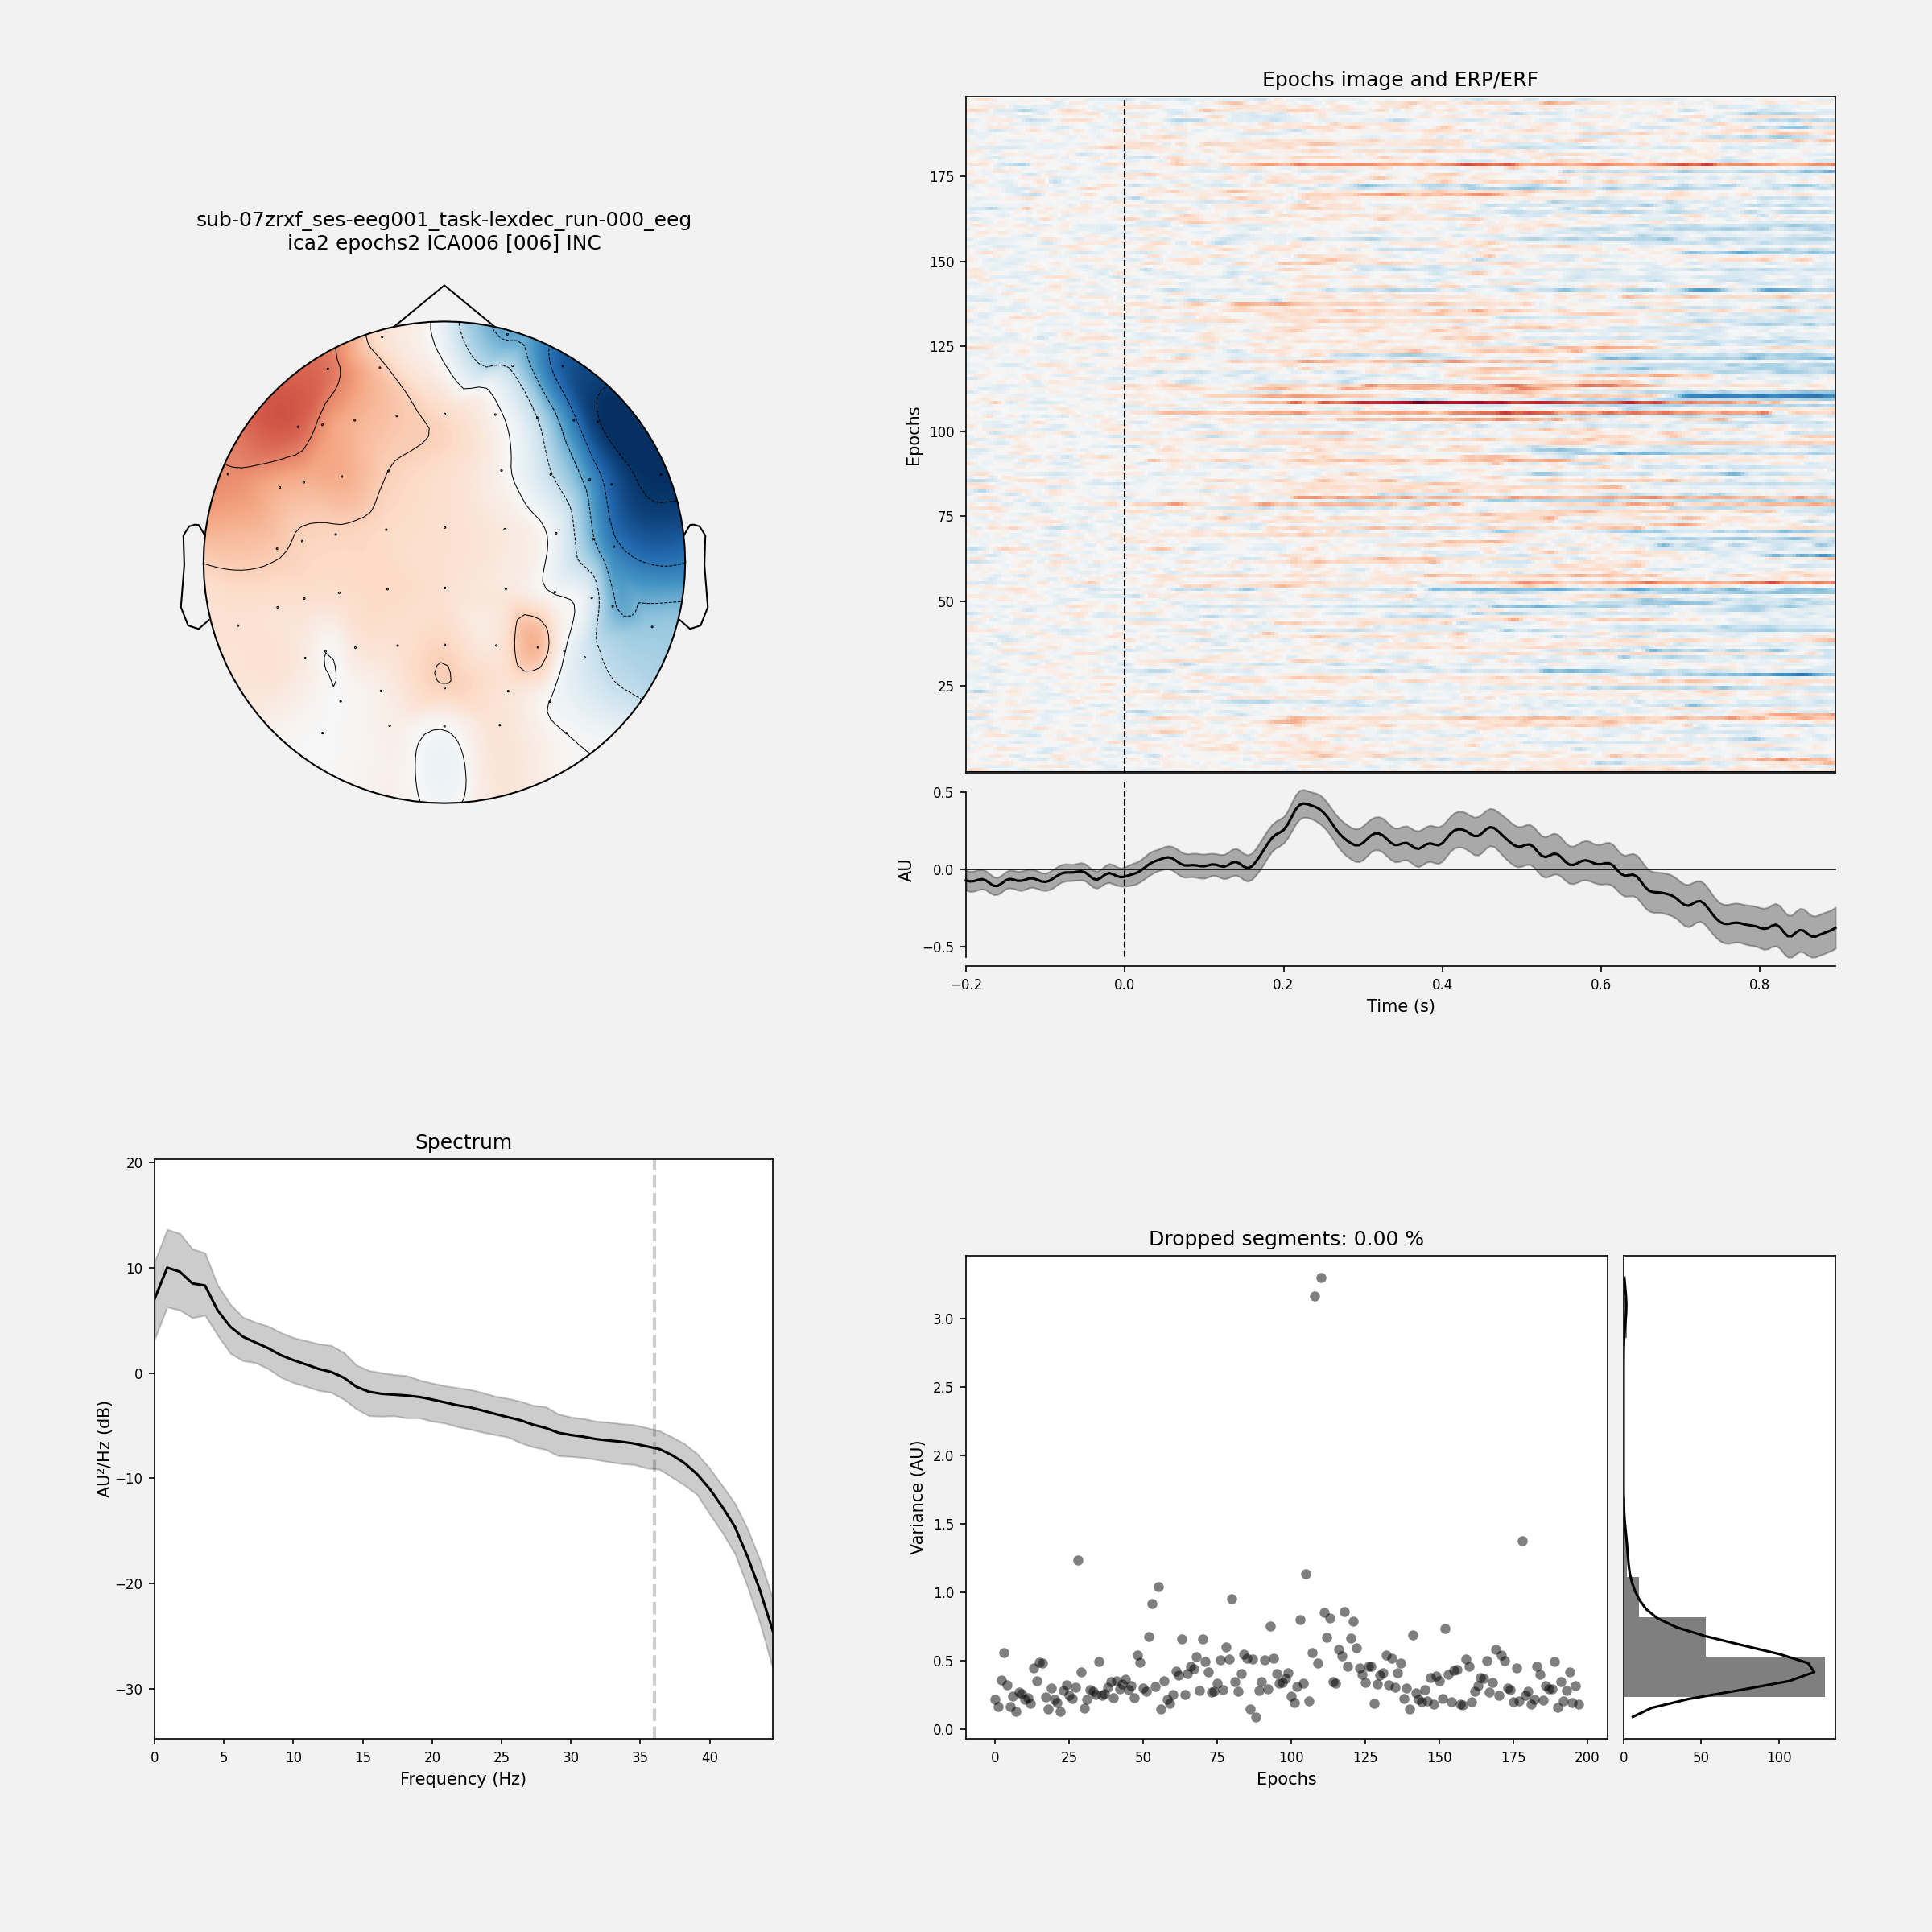 sub-07zrxf_ses-eeg001_task-lexdec_run-000_eeg
ica2 epochs2 ICA006 [006] INC
Epochs image and ERP/ERF
Epochs
175
150
125
100
75
50
25
AU
0.5
0.0
−0.5
−0.2 0.0 0.2 0.4 0.6 0.8
Time (s)
Spectrum
AU²/Hz (dB)
20
10
0
−10
−20
−30
0 5 10 15 20 25 30 35 40
Frequency (Hz)
Dropped segments: 0.00 %
Variance (AU)
3.0
2.5
2.0
1.5
1.0
0.5
0.0
0 25 50 75 100 125 150 175 200
Epochs
0 50 100